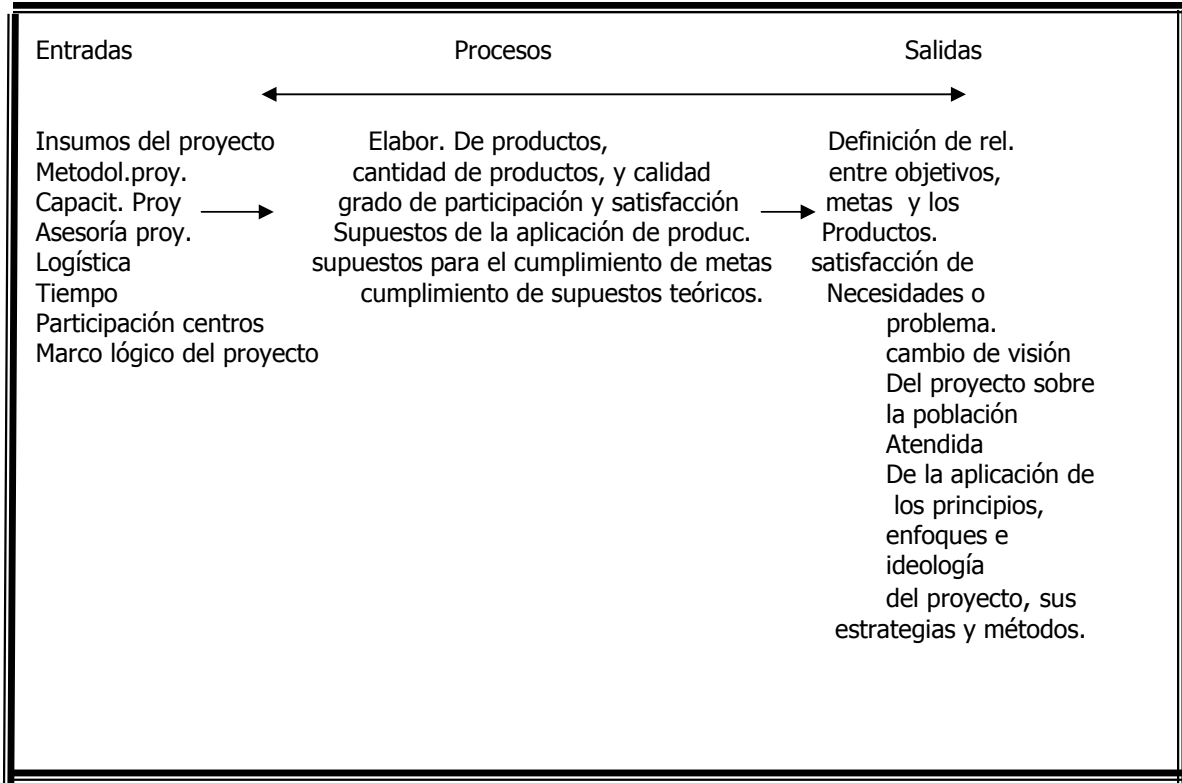 Entradas
Procesos
Salidas
Insumos del proyecto
Metodol.proy.
Capacit. Proy
Asesoría proy.
Logística
Tiempo
Participación centros
Marco lógico del proyecto
Elabor. De productos,
cantidad de productos, y calidad
grado de participación y satisfacción
Supuestos de la aplicación de produc.
supuestos para el cumplimiento de metas
cumplimiento de supuestos teóricos.
Definición de rel.
entre objetivos,
metas y los
Productos.
satisfacción de
Necesidades o
problema.
cambio de visión
Del proyecto sobre
la población
Atendida
De la aplicación de
los principios,
enfoques e
ideología
del proyecto, sus
estrategias y métodos.